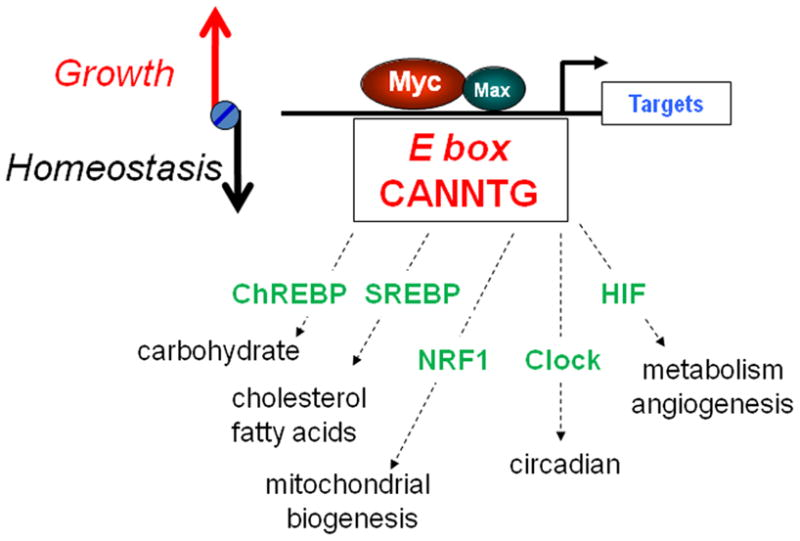 Growth
Homeostasis
Myc
Max
Targets
E box
CANNTG
ChREBP
SREBP
HIF
NRF1
Clock
carbohydrate
cholesterol
fatty acids
mitochondrial
biogenesis
circadian
metabolism
angiogenesis